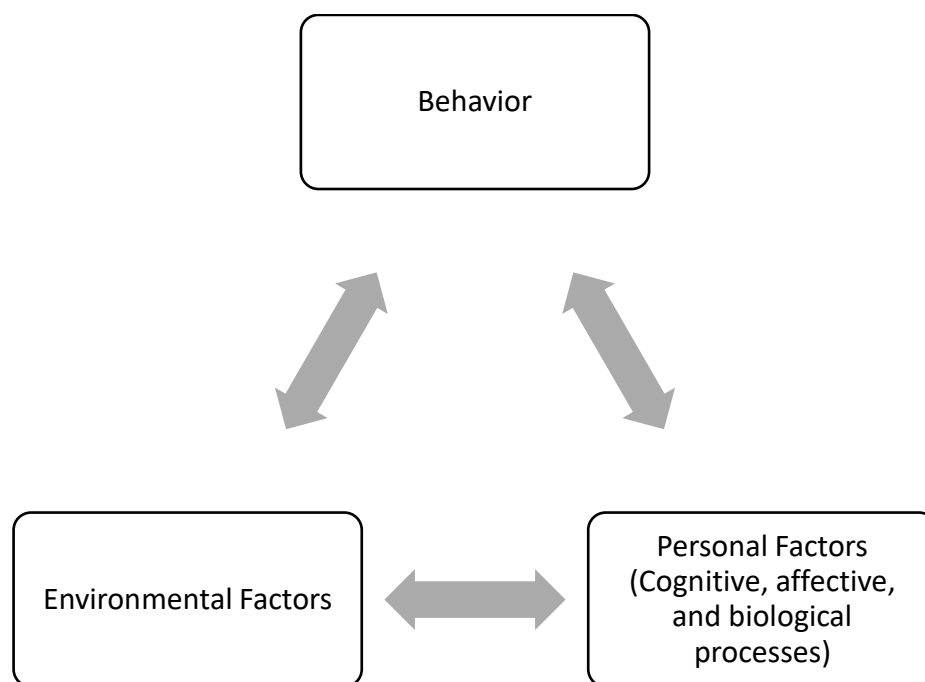 Behavior
Environmental Factors
Personal Factors
(Cognitive, affective,
and biological
processes)